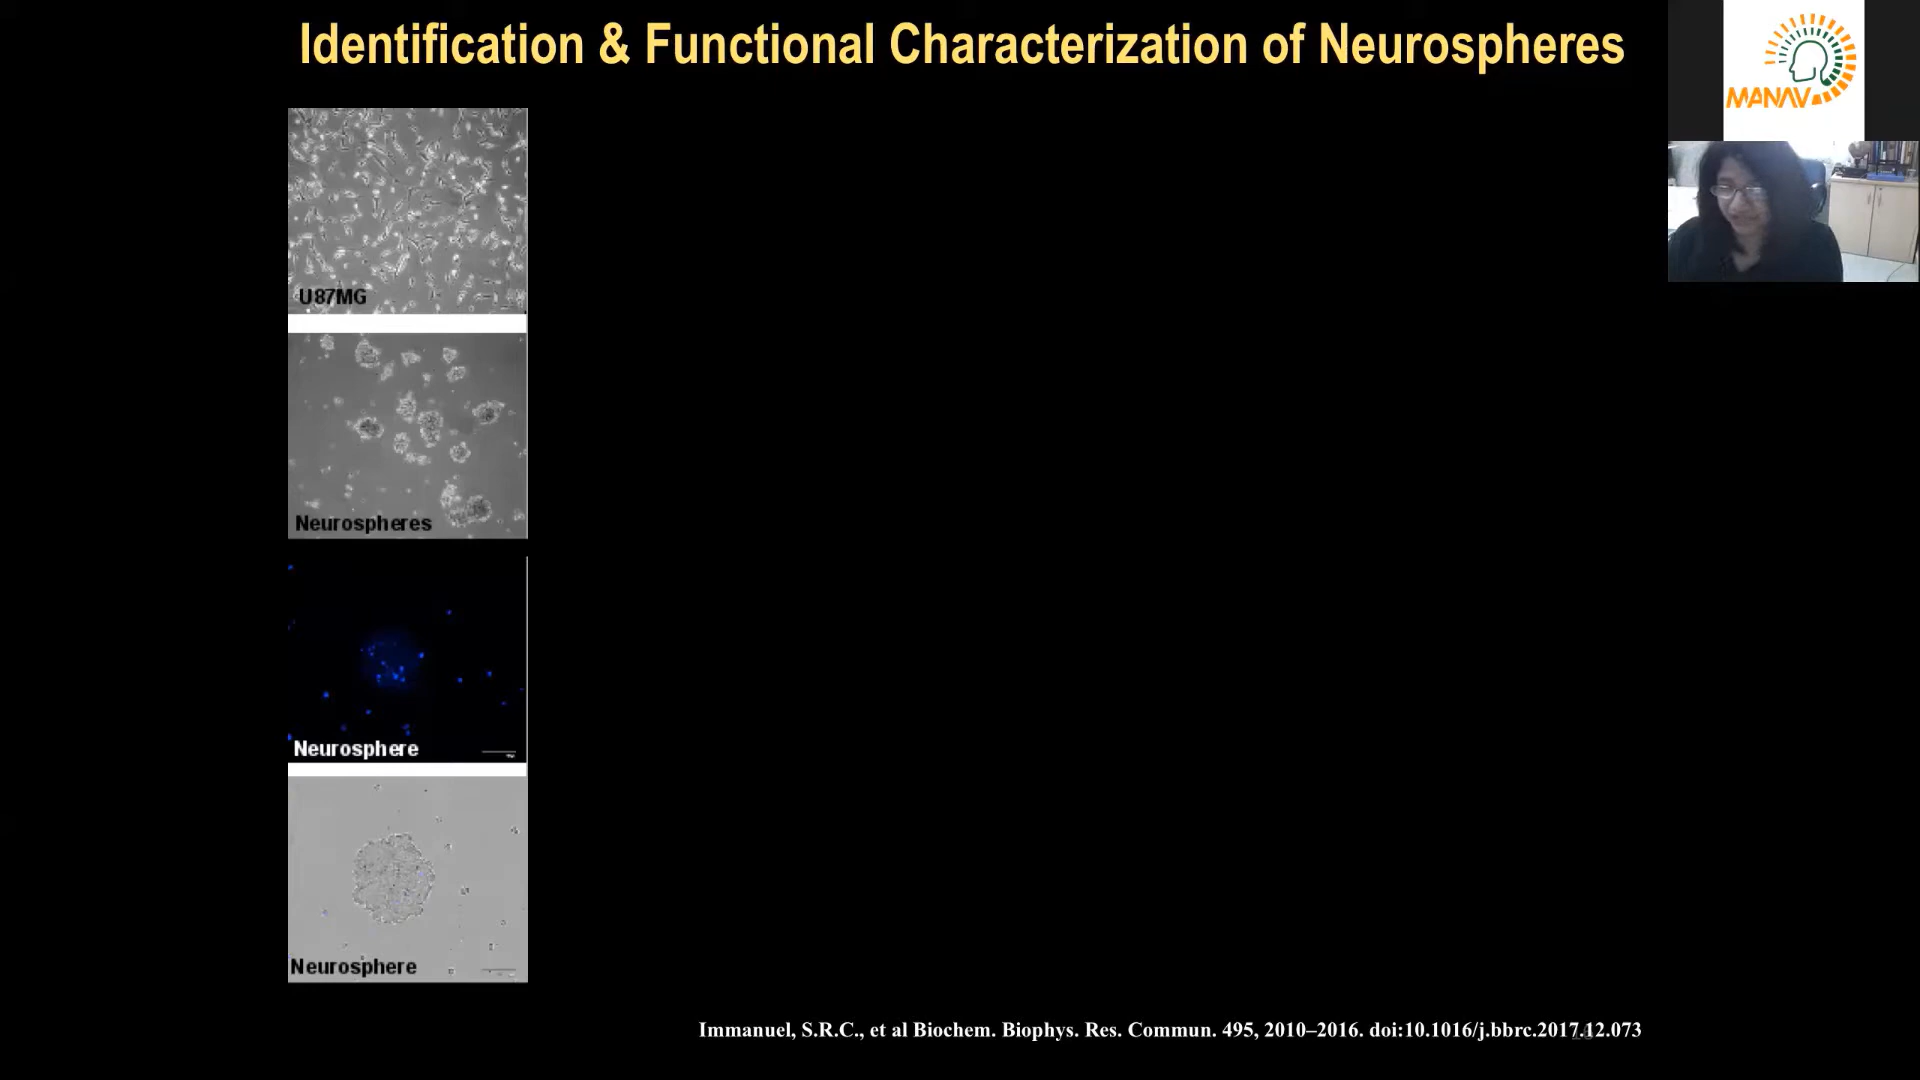 Identification & Functional Characterization of Neurospheres
MANAV
U87MG
Neurospheres
Neurosphere
Neurosphere
Immanuel, S.R.C., et al Biochem. Biophys. Res. Commun. 495, 2010–2016. doi:10.1016/j.bbrc.2017.12.073